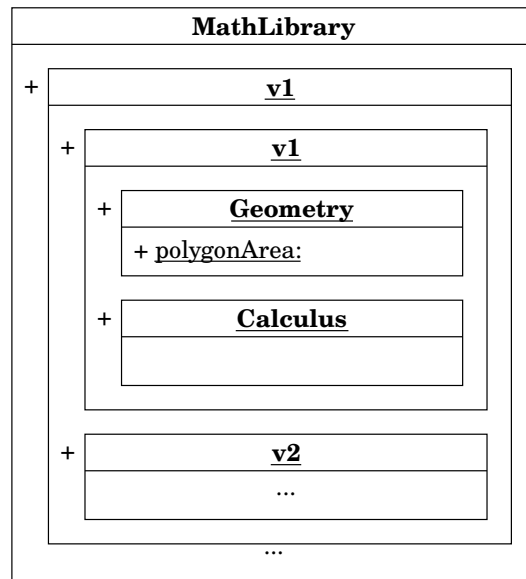 MathLibrary
+ v1
+ v1
+ Geometry
+ polygonArea:
+ Calculus
+ v2
...
...